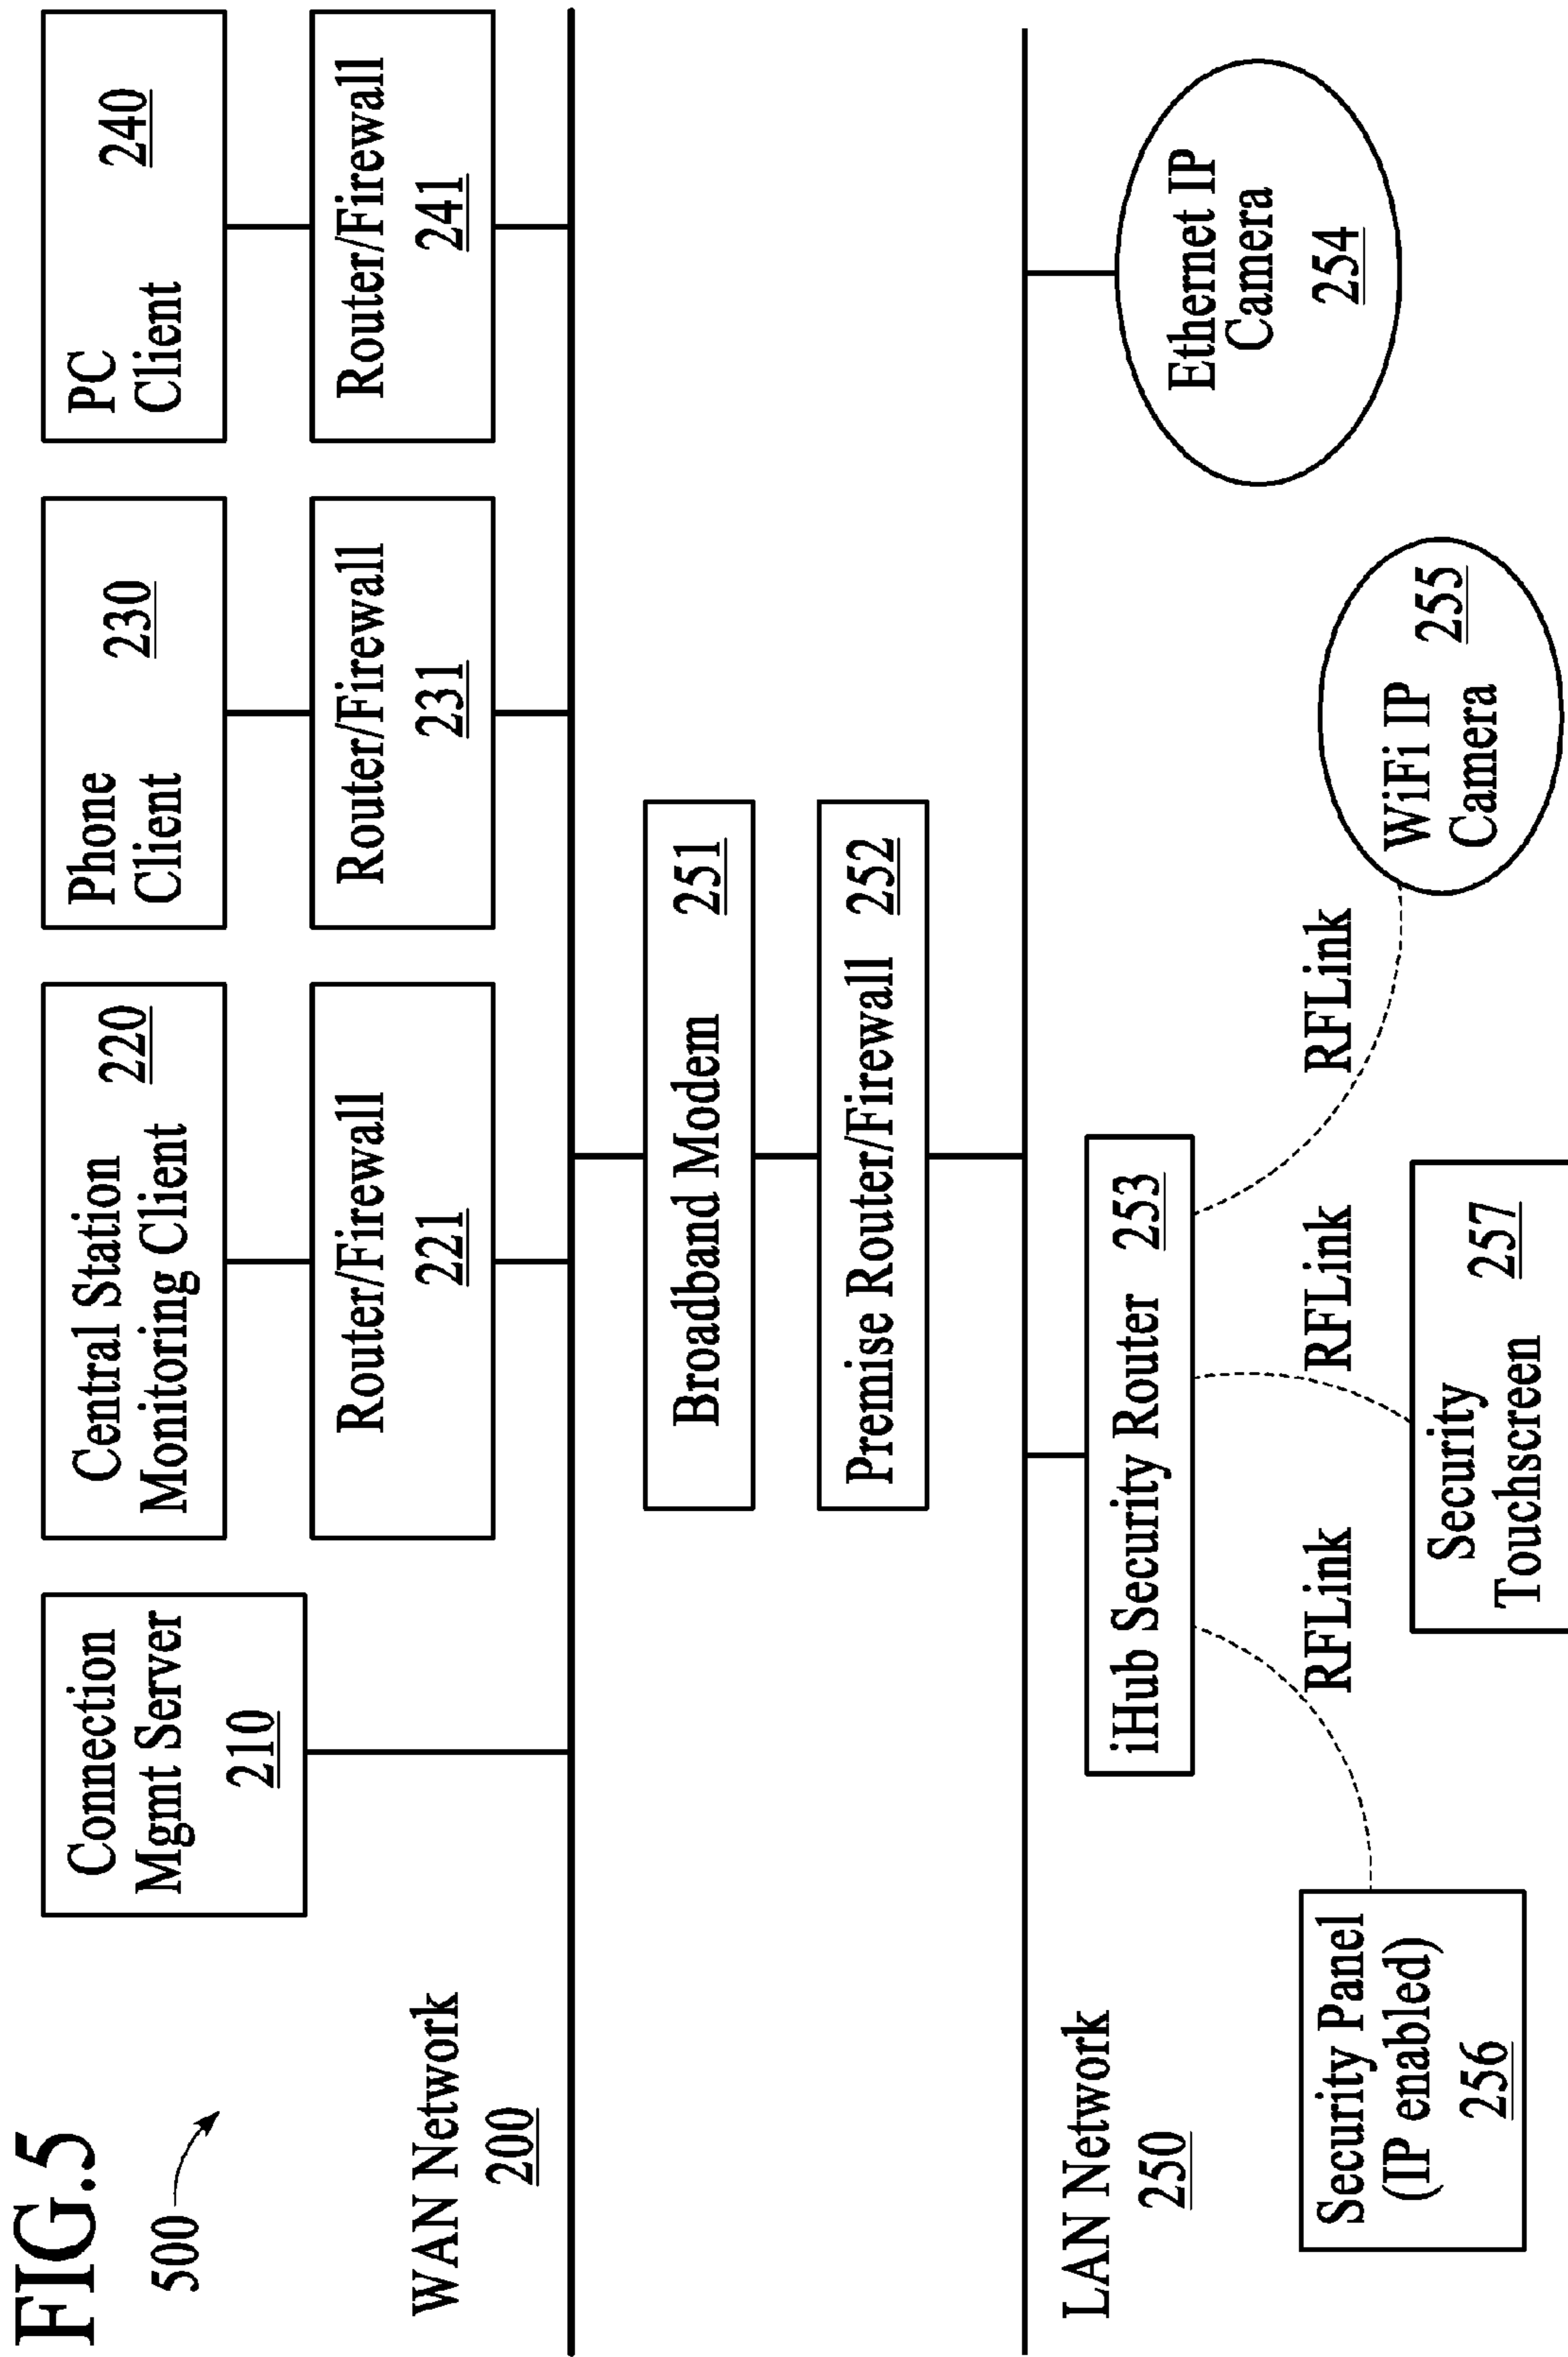 FIG.5
500
Connection
Mgmt Server
210
Central Station
Monitoring Client
220
Phone
Client
230
PC
Client
240
Router/Firewall
221
Router/Firewall
231
Router/Firewall
241
WAN Network
200
Broadband Modem 251
Premise Router/Firewall 252
LAN Network
250
iHub Security Router 253
RFLink
RFLink
RFLink
Security Panel
(IP enabled)
256
Security
Touchscreen
257
WiFi IP
Camera
255
Ethernet IP
Camera
254